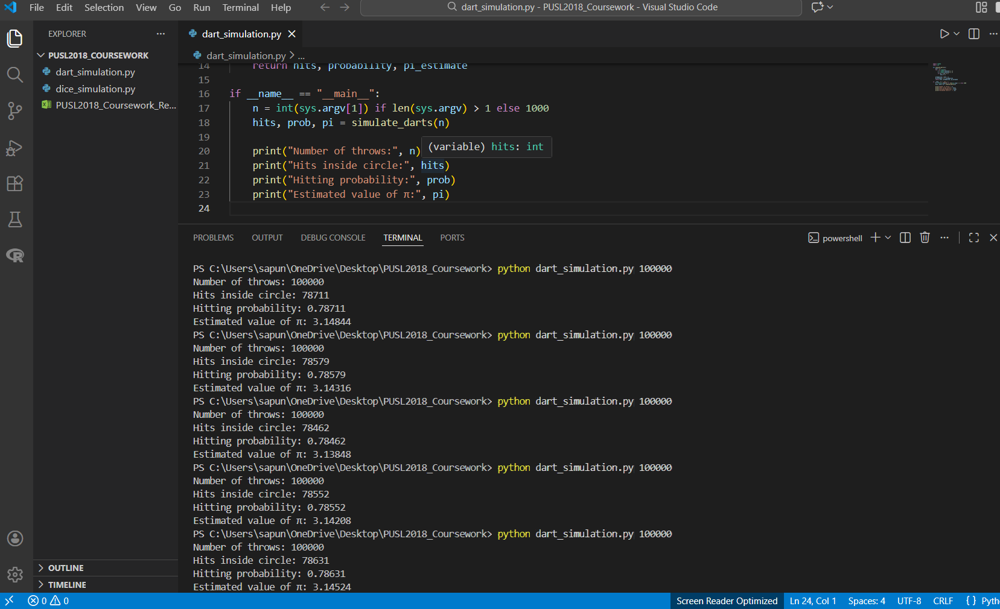 File Edit Selection View Go Run Terminal Help
dart_simulation.py - PUSL2018_Coursework - Visual Studio Code
EXPLORER
PUSL2018_COURSEWORK
dart_simulation.py
dice_simulation.py
PUSL2018_Coursework_Re...
dart_simulation.py
dart_simulation.py > ...
14 return hits, probability, pi_estimate
15
16 if __name__ == "__main__":
17 n = int(sys.argv[1]) if len(sys.argv) > 1 else 1000
18 hits, prob, pi = simulate_darts(n)
19
(variable) hits: int
20 print("Number of throws:", n)
21 print("Hits inside circle:", hits)
22 print("Hitting probability:", prob)
23 print("Estimated value of π:", pi)
24
PROBLEMS OUTPUT DEBUG CONSOLE TERMINAL PORTS
powershell
PS C:\Users\sapun\OneDrive\Desktop\PUSL2018_Coursework> python dart_simulation.py 100000
Number of throws: 100000
Hits inside circle: 78711
Hitting probability: 0.78711
Estimated value of π: 3.14844
PS C:\Users\sapun\OneDrive\Desktop\PUSL2018_Coursework> python dart_simulation.py 100000
Number of throws: 100000
Hits inside circle: 78579
Hitting probability: 0.78579
Estimated value of π: 3.14316
PS C:\Users\sapun\OneDrive\Desktop\PUSL2018_Coursework> python dart_simulation.py 100000
Number of throws: 100000
Hits inside circle: 78462
Hitting probability: 0.78462
Estimated value of π: 3.13848
PS C:\Users\sapun\OneDrive\Desktop\PUSL2018_Coursework> python dart_simulation.py 100000
Number of throws: 100000
Hits inside circle: 78552
Hitting probability: 0.78552
Estimated value of π: 3.14208
PS C:\Users\sapun\OneDrive\Desktop\PUSL2018_Coursework> python dart_simulation.py 100000
Number of throws: 100000
Hits inside circle: 78631
Hitting probability: 0.78631
Estimated value of π: 3.14524
OUTLINE
TIMELINE
0 0
Screen Reader Optimized Ln 24, Col 1 Spaces: 4 UTF-8 CRLF { } Pyth